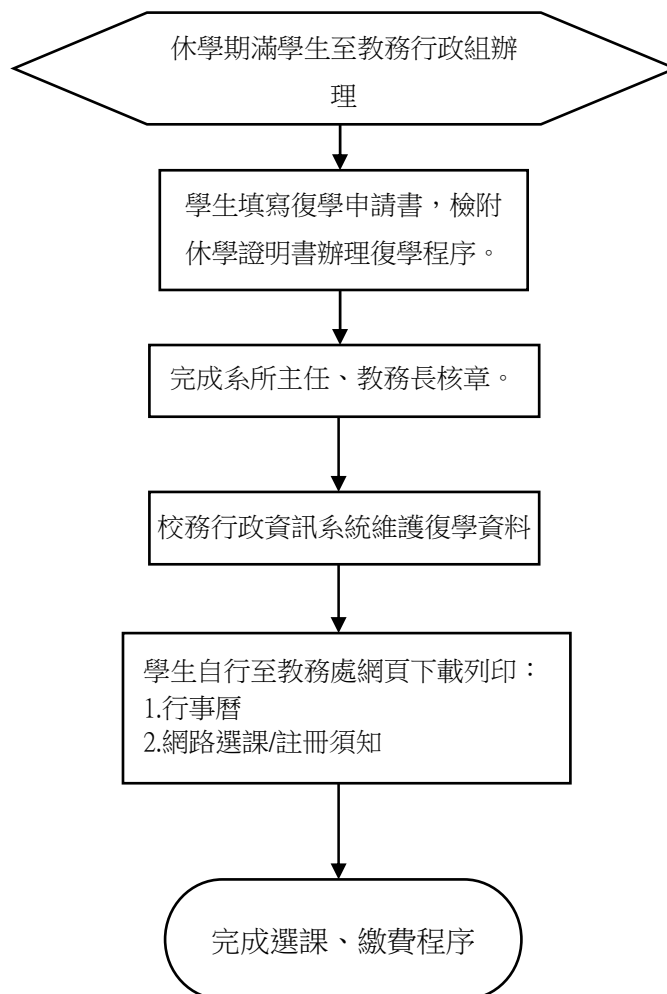 休學期滿學生至教務行政組辦
理
學生填寫復學申請書，檢附
休學證明書辦理復學程序。
完成系所主任、教務長核章。
校務行政資訊系統維護復學資料
學生自行至教務處網頁下載列印：
1.行事曆
2.網路選課/註冊須知
完成選課、繳費程序